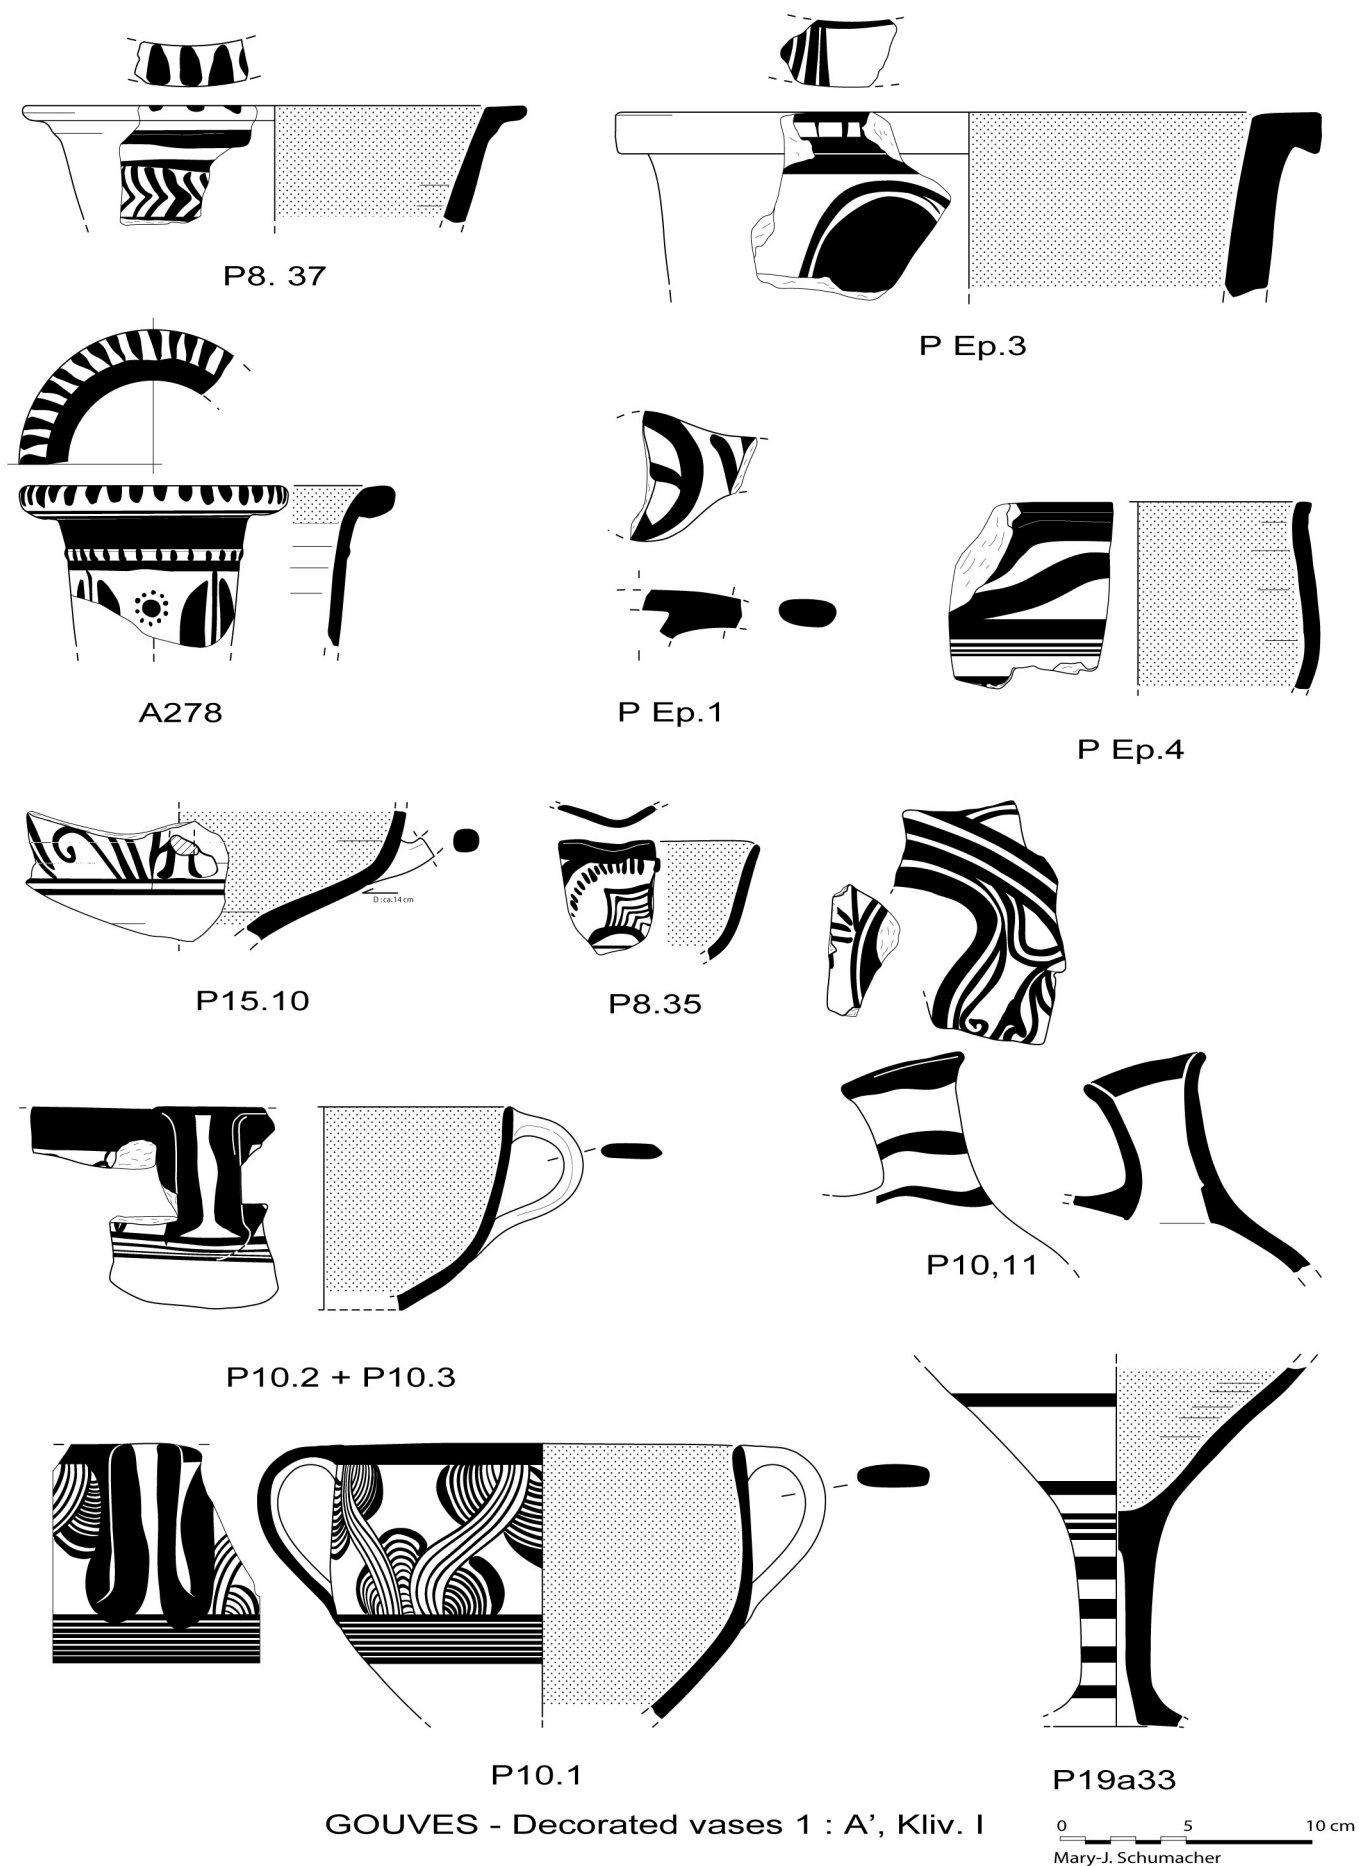 P8. 37
P Ep.3
A278
P Ep.1
P Ep.4
D : ca. 14 cm
P15.10
P8.35
P10,11
P10.2 + P10.3
P10.1
P19a33
GOUVES - Decorated vases 1 : A’, Kliv. I
0 5 10 cm
Mary-J. Schumacher